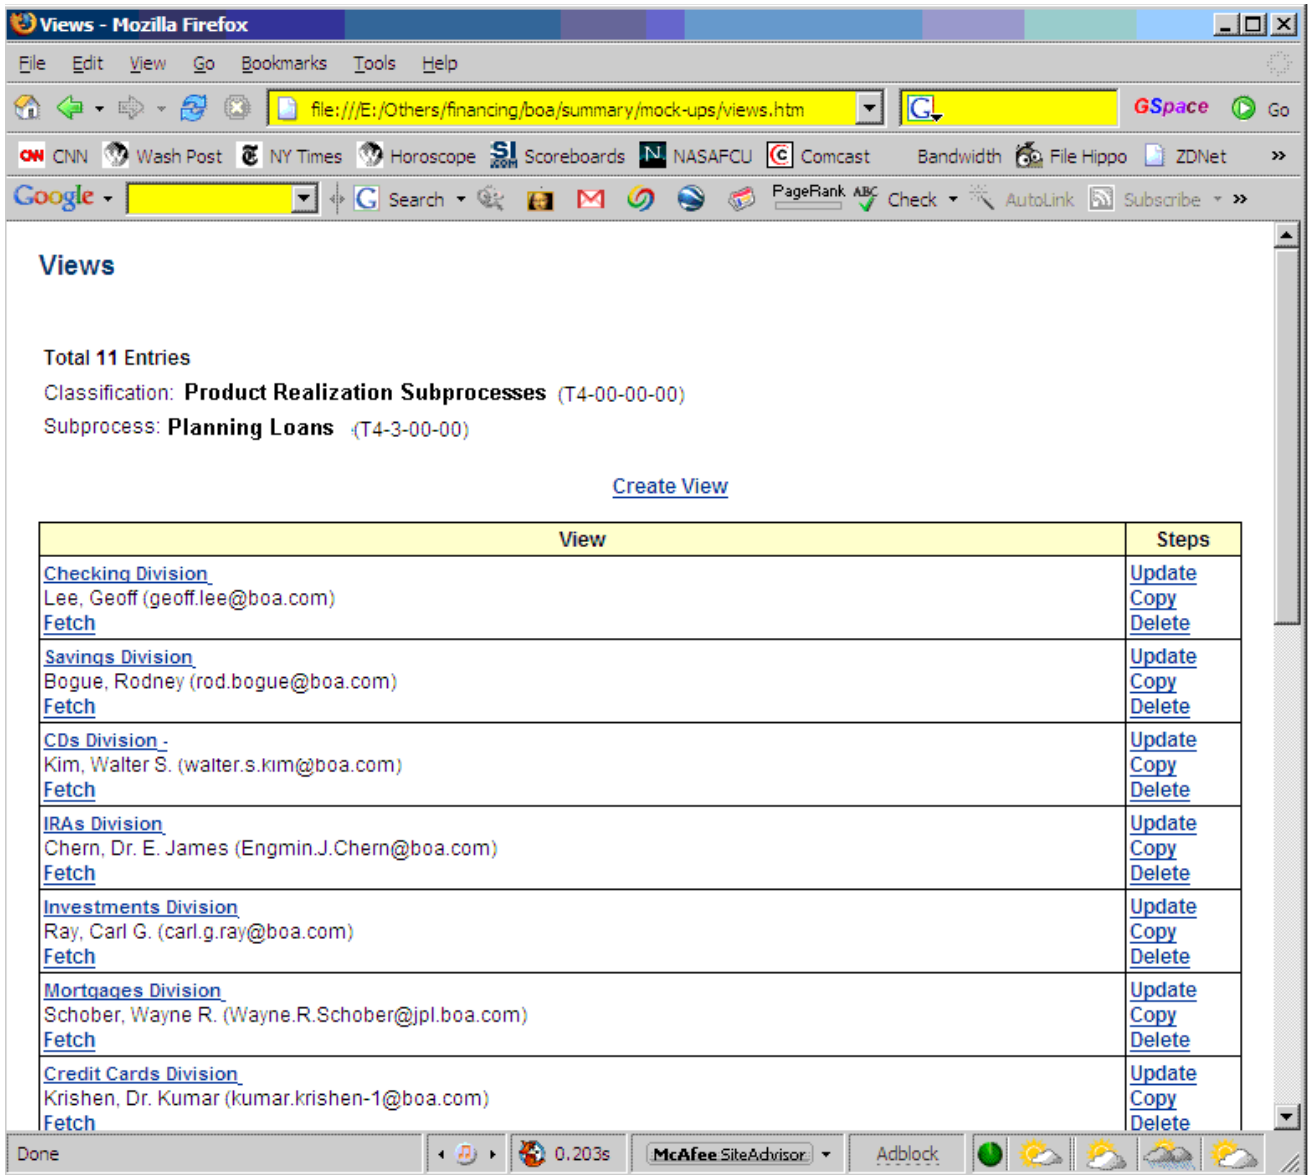 Views - Mozilla Firefox
File Edit View Go Bookmarks Tools Help
file:///E:/Others/financing/boa/summary/mock-ups/views.htm G GSpace Go
CNN CNN Wash Post NY Times Horoscope SI.COM Scoreboards N NASAFCU C Comcast Bandwidth File Hippo ZDNet »
Google G Search PageRank ABC Check AutoLink Subscribe »
Views
Total 11 Entries
Classification: Product Realization Subprocesses (T4-00-00-00)
Subprocess: Planning Loans (T4-3-00-00)
Create View
View Steps
Checking Division Update
Lee, Geoff (geoff.lee@boa.com) Copy
Fetch Delete
Savings Division Update
Bogue, Rodney (rod.bogue@boa.com) Copy
Fetch Delete
CDs Division - Update
Kim, Walter S. (walter.s.kim@boa.com) Copy
Fetch Delete
IRAs Division Update
Chern, Dr. E. James (Engmin.J.Chern@boa.com) Copy
Fetch Delete
Investments Division Update
Ray, Carl G. (carl.g.ray@boa.com) Copy
Fetch Delete
Mortgages Division Update
Schober, Wayne R. (Wayne.R.Schober@jpl.boa.com) Copy
Fetch Delete
Credit Cards Division Update
Krishen, Dr. Kumar (kumar.krishen-1@boa.com) Copy
Fetch Delete
Done 0.203s McAfee SiteAdvisor Adblock